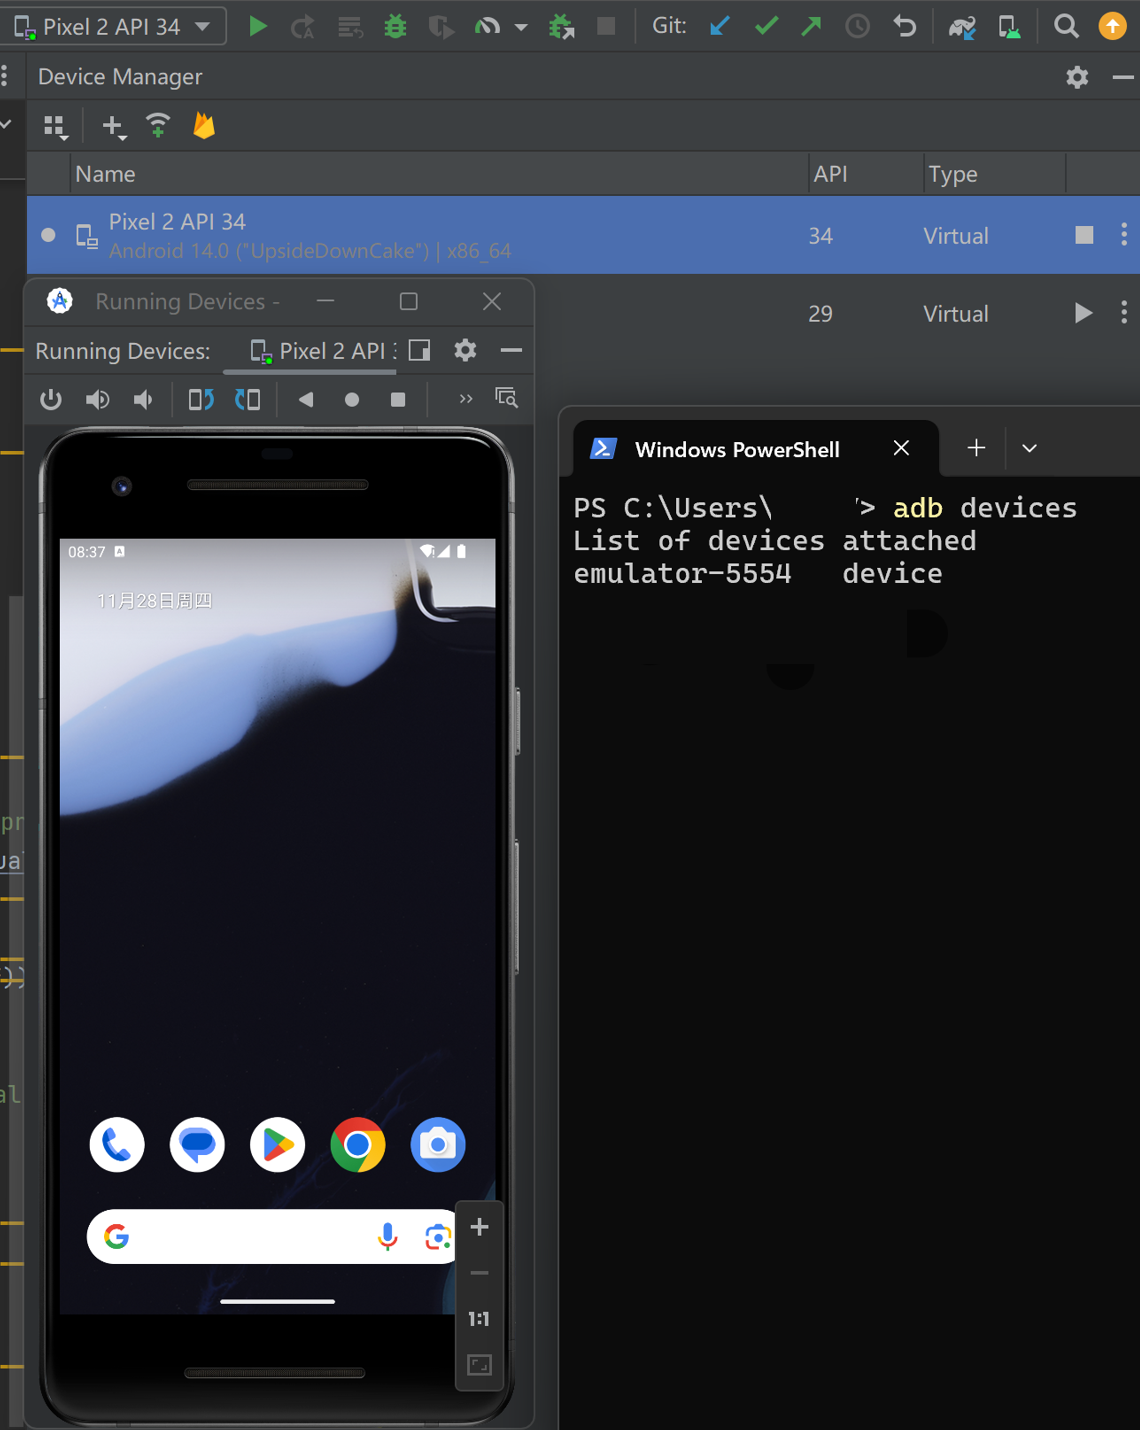 Pixel 2 API 34
Git:
Device Manager
Name API Type
Pixel 2 API 34
Android 14.0 ("UpsideDownCake") | x86_64
34 Virtual
29 Virtual
Running Devices -
Running Devices: Pixel 2 API
08:37
11月28日周四
1:1
Windows PowerShell
PS C:\Users\ > adb devices
List of devices attached
emulator-5554 device
pr
al
))